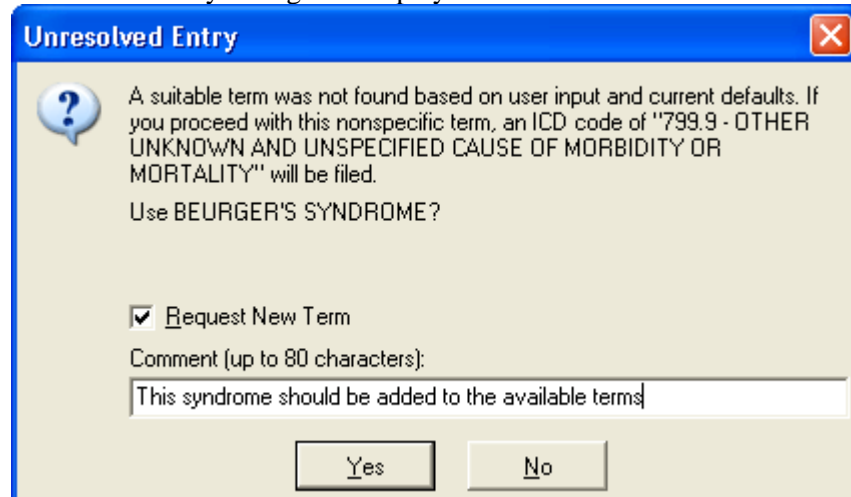 Unresolved Entry
A suitable term was not found based on user input and current defaults. If
you proceed with this nonspecific term, an ICD code of "799.9 - OTHER
UNKNOWN AND UNSPECIFIED CAUSE OF MORBIDITY OR
MORTALITY" will be filed.
Use BEURGER'S SYNDROME?
Request New Term
Comment (up to 80 characters):
This syndrome should be added to the available terms
Yes No